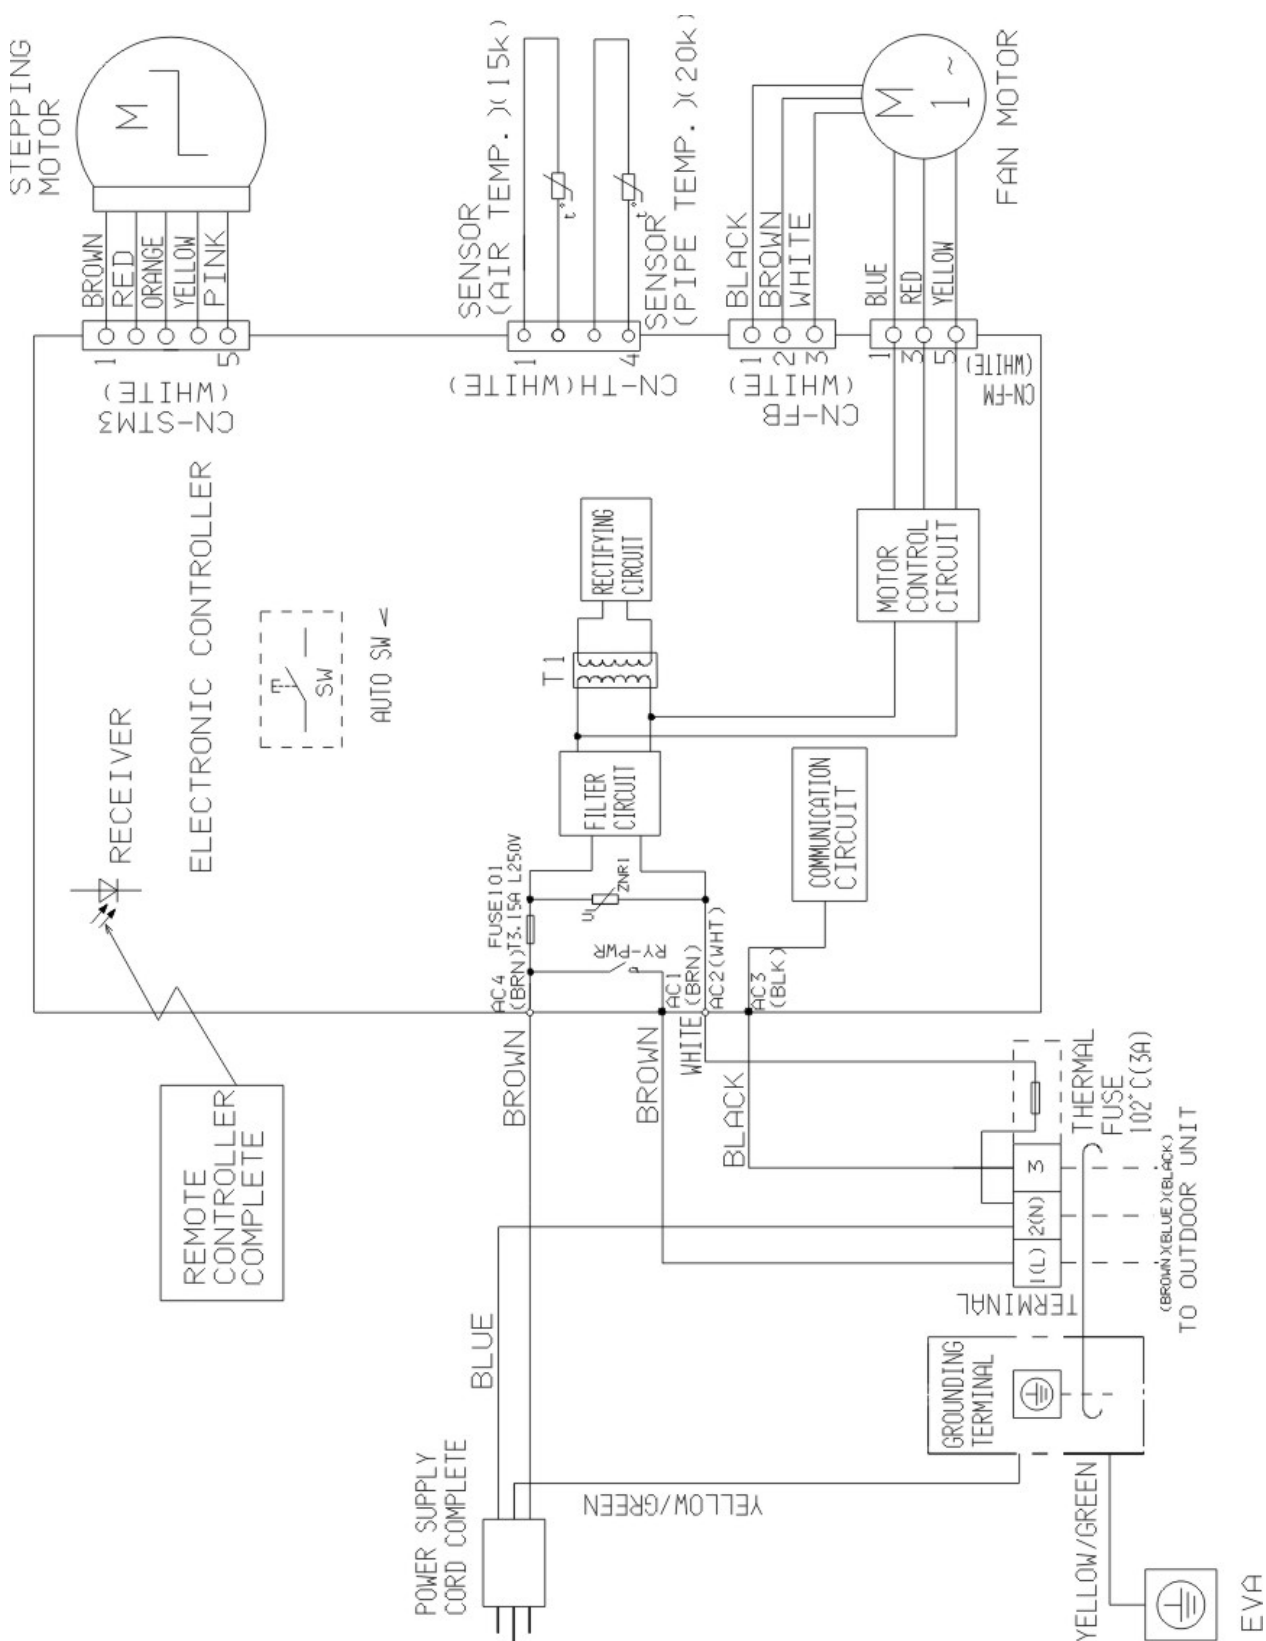 STEPPING
MOTOR
BROWN
RED
ORANGE
YELLOW
PINK
1
5
(WHITE)
CN-STM3
M
SENSOR
(AIR TEMP.)(15k)
t°
t°
SENSOR
(PIPE TEMP.)(20k)
1
4
CN-TH(WHITE)
FAN MOTOR
M
1~
BLACK
BROWN
WHITE
1
2
3
(WHITE)
CN-FB
BLUE
RED
YELLOW
1
3
5
(WHITE)
CN-FM
ELECTRONIC CONTROLLER
RECEIVER
SW
AUTO SW
RECTIFYING
CIRCUIT
T1
MOTOR
CONTROL
CIRCUIT
FILTER
CIRCUIT
COMMUNICATION
CIRCUIT
FUSE101
T3.15A L250V
U
ZNR1
RY-PWR
AC4
(BRN)
AC1
(BRN)
AC2(WHT)
AC3
(BLK)
BROWN
BROWN
WHITE
BLACK
REMOTE
CONTROLLER
COMPLETE
THERMAL
FUSE
102°C(3A)
3
2(N)
1(L)
TERMINAL
(BROWN)(BLUE)(BLACK)
TO OUTDOOR UNIT
BLUE
GROUNDING
TERMINAL
POWER SUPPLY
CORD COMPLETE
YELLOW/GREEN
YELLOW/GREEN
EVA